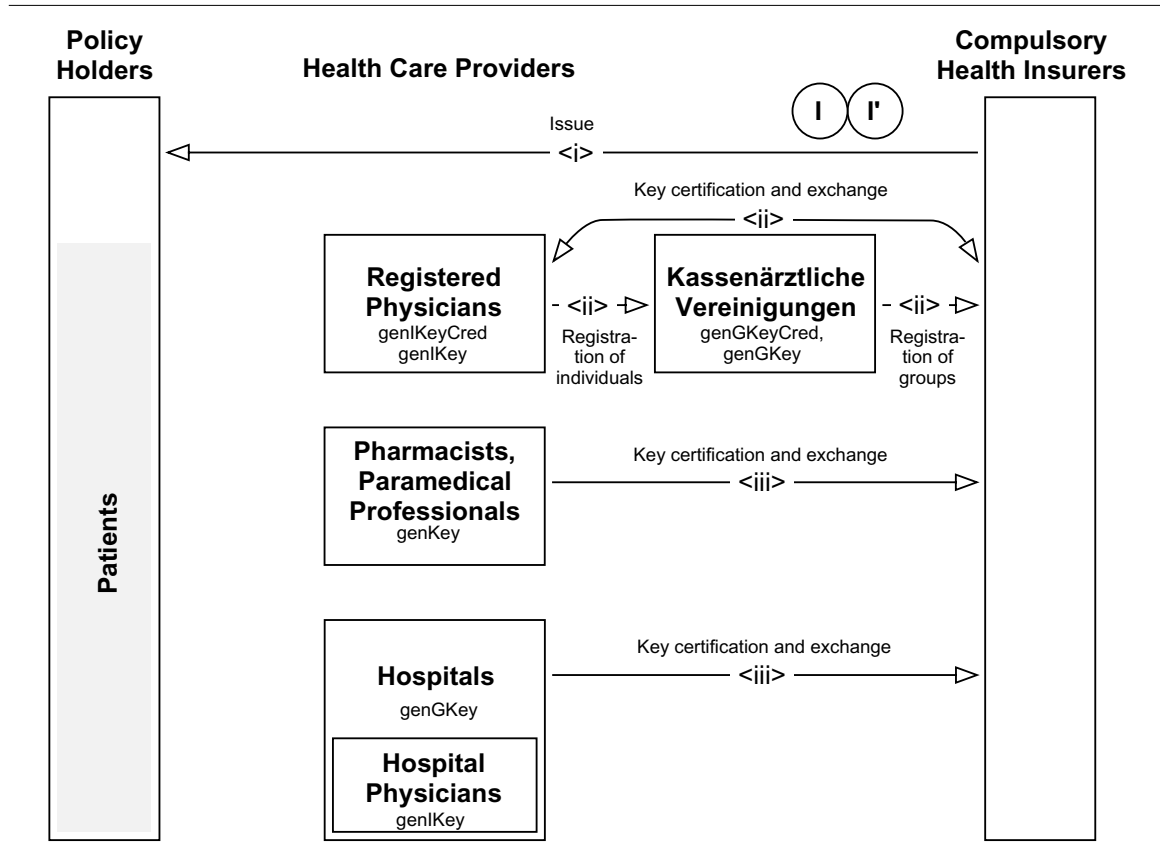 Policy
Holders
Health Care Providers
Compulsory
Health Insurers
I
I'
Issue
<i>
Key certification and exchange
<ii>
Registered
Physicians
genIKeyCred
genIKey
<ii>
Registra-
tion of
individuals
Kassenärztliche
Vereinigungen
genGKeyCred,
genGKey
<ii>
Registra-
tion of
groups
Pharmacists,
Paramedical
Professionals
genKey
Key certification and exchange
<iii>
Patients
Hospitals
genGKey
Key certification and exchange
<iii>
Hospital
Physicians
genIKey